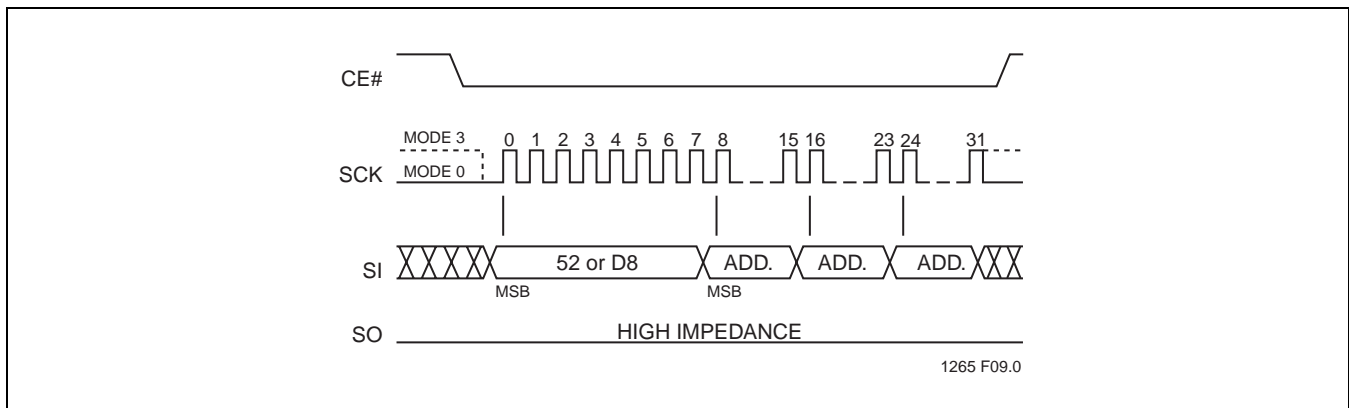 CE#
MODE 3
0 1 2 3 4 5 6 7 8 15 16 23 24 31
SCK
MODE 0
SI
52 or D8
ADD.
ADD.
ADD.
MSB
MSB
SO
HIGH IMPEDANCE
1265 F09.0